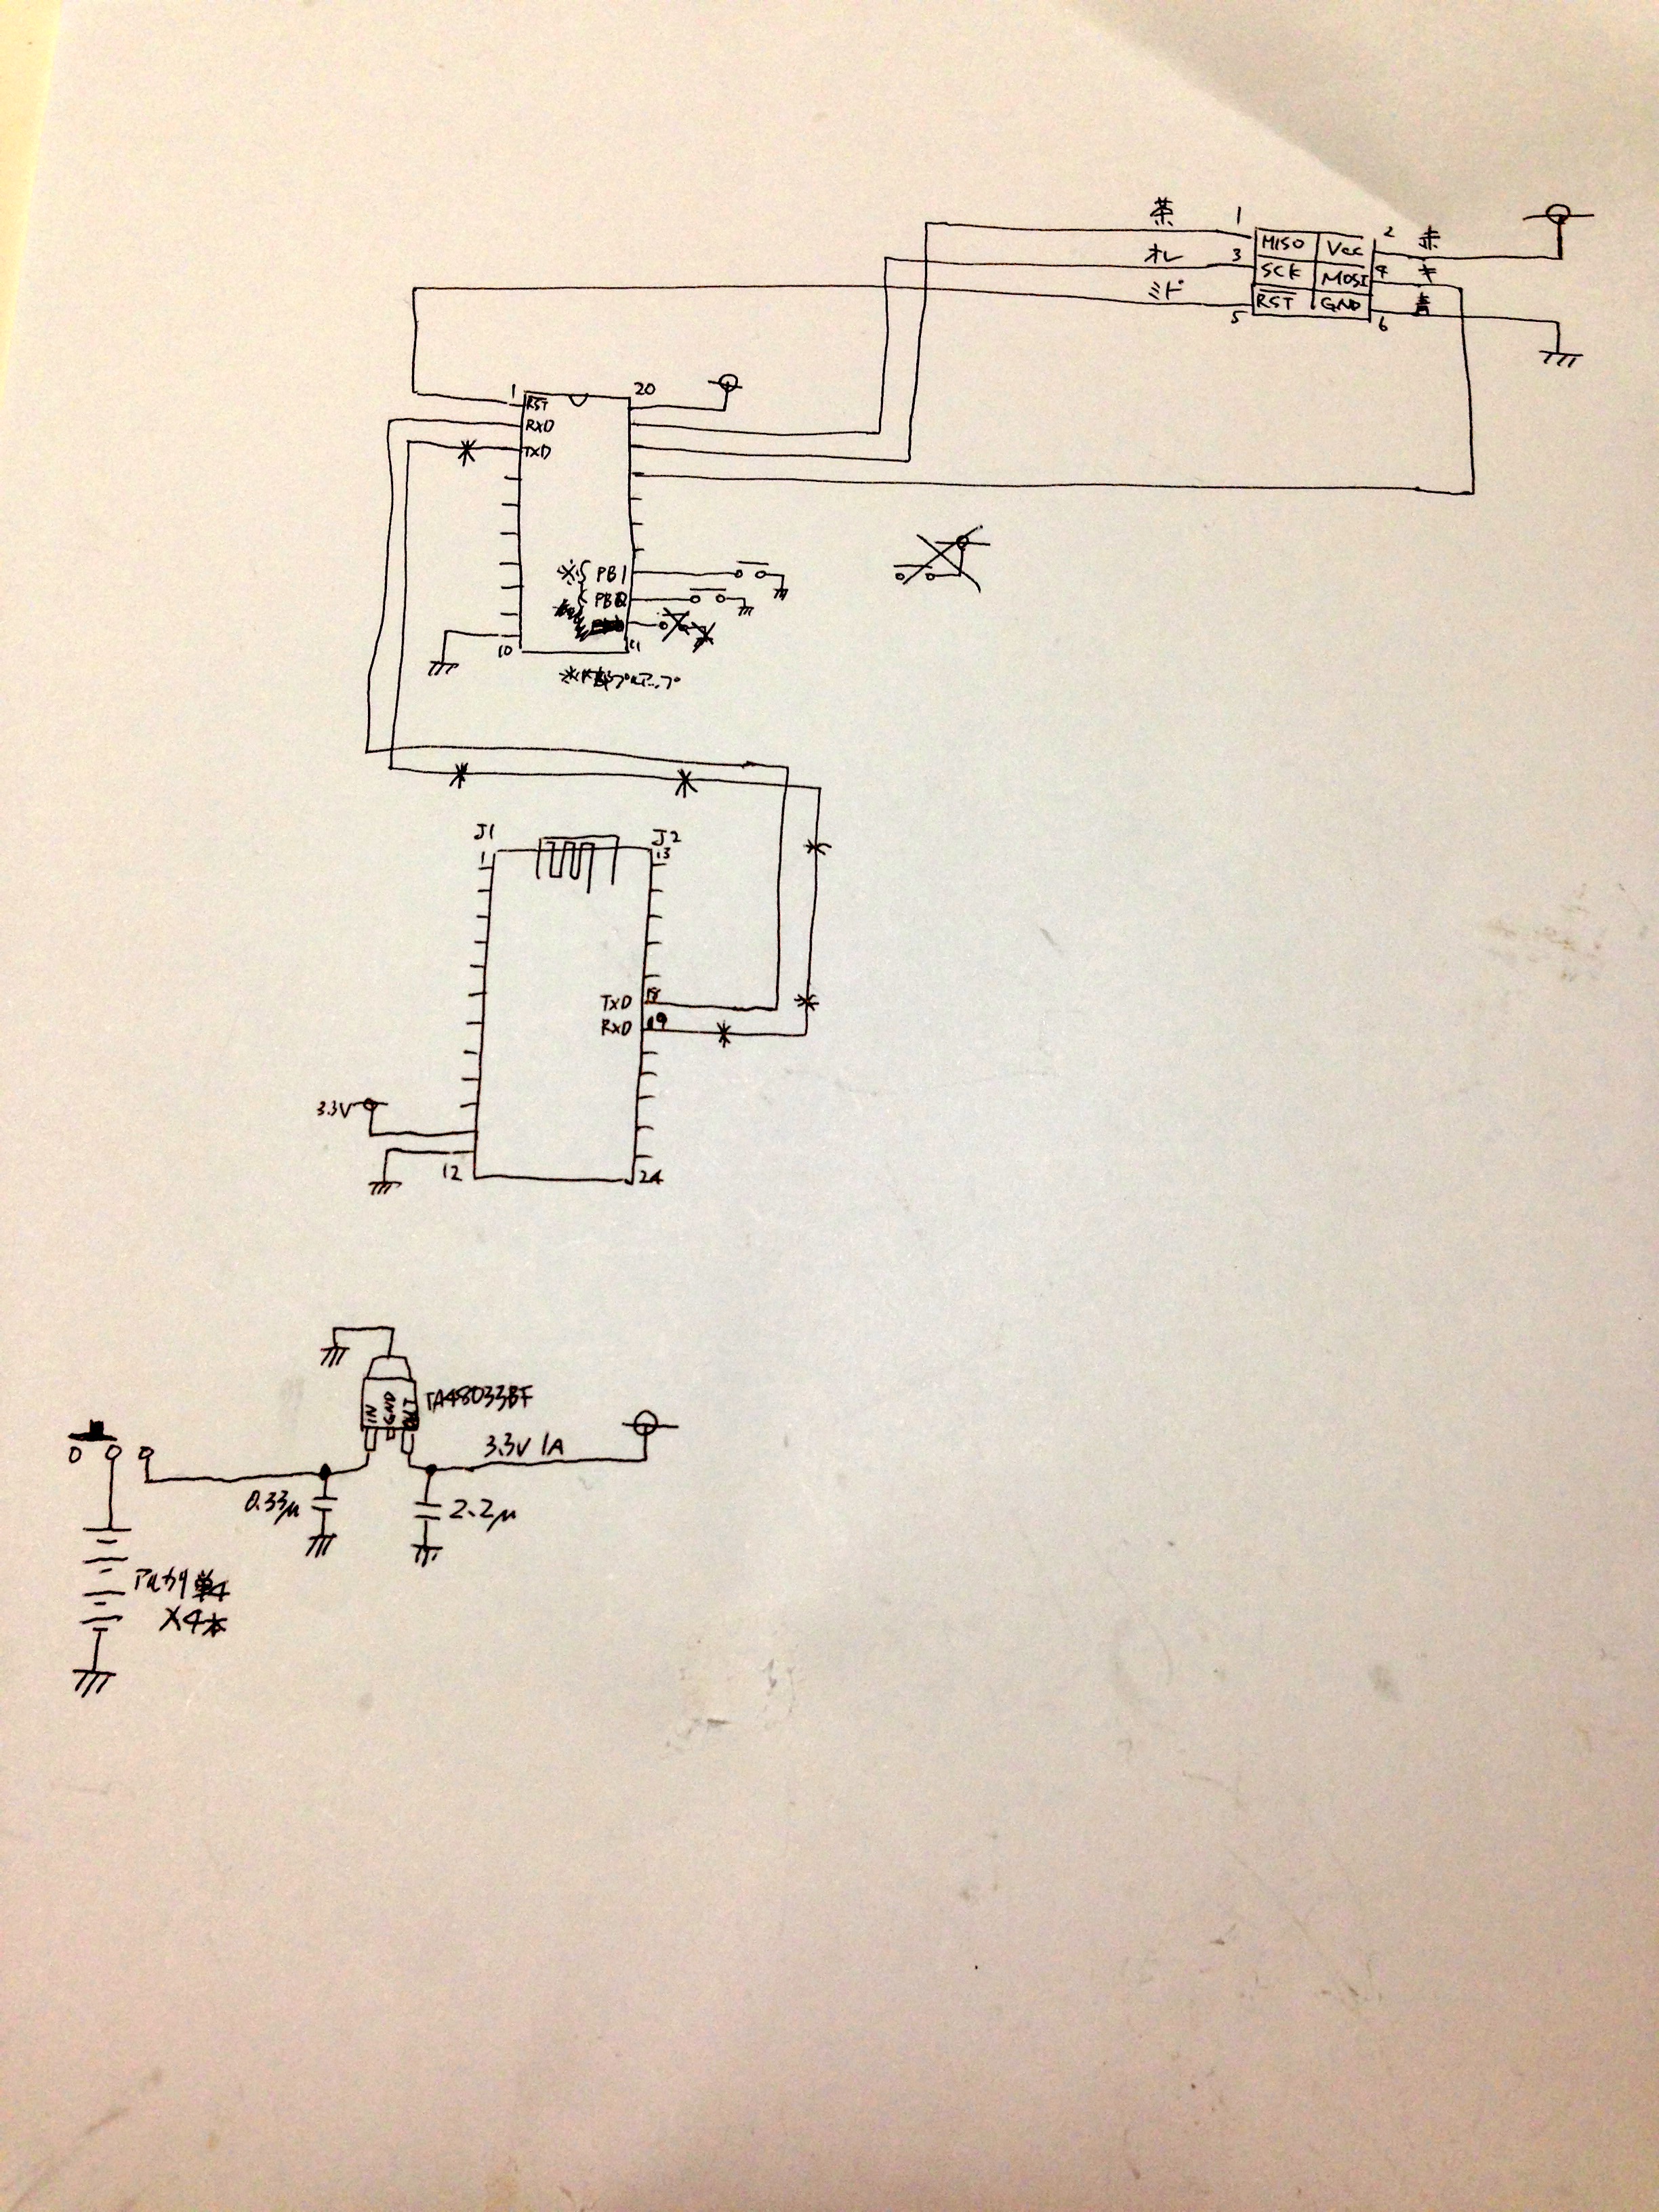 茶 1 2 赤
MISO Vcc
オレ 3 4 キ
SCK MOSI
ミド 5 6 青
RST GND
1 20
RST
RXD
TXD
※ PB1
PB0
10 11
※内部プルアップ
J1 J2
1 13
TXD 18
RXD 19
3.3V
12 24
TA48033BF
IN GND OUT
3.3V 1A
0.33μ
2.2μ
アルカリ単4
×4本